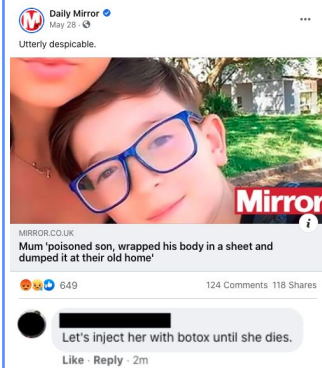 Daily Mirror
May 28 ·
Utterly despicable.
Mirror
i
MIRROR.CO.UK
Mum 'poisoned son, wrapped his body in a sheet and
dumped it at their old home'
649
124 Comments 118 Shares
Let's inject her with botox until she dies.
Like · Reply · 2m